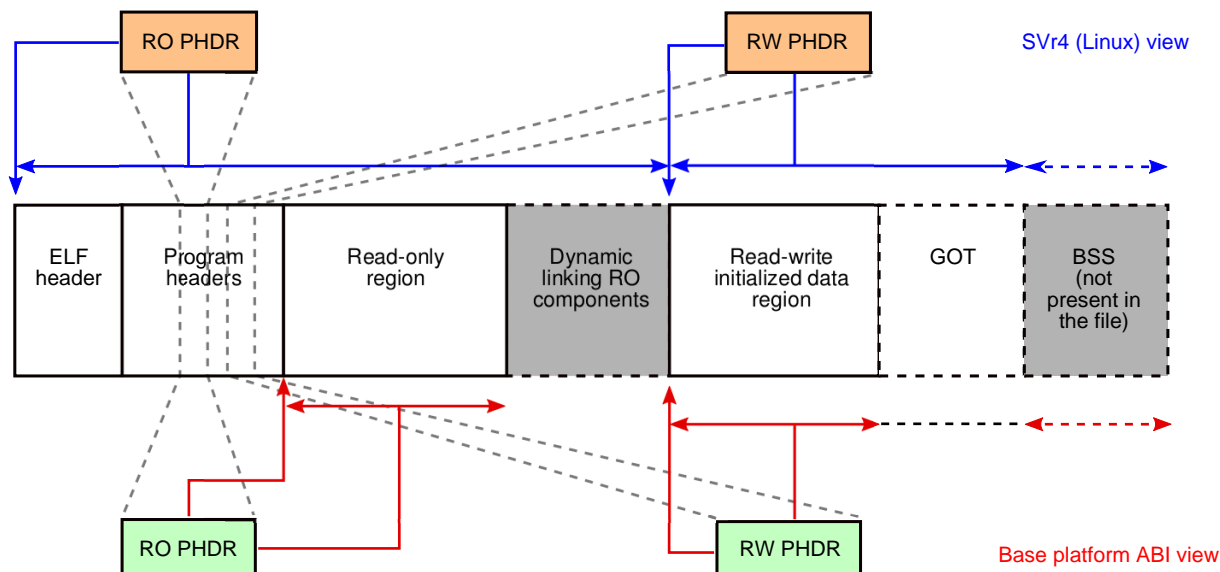 RO PHDR
RW PHDR
SVr4 (Linux) view
ELF
header
Program
headers
Read-only
region
Dynamic
linking RO
components
Read-write
initialized data
region
GOT
BSS
(not
present in
the file)
RO PHDR
RW PHDR
Base platform ABI view